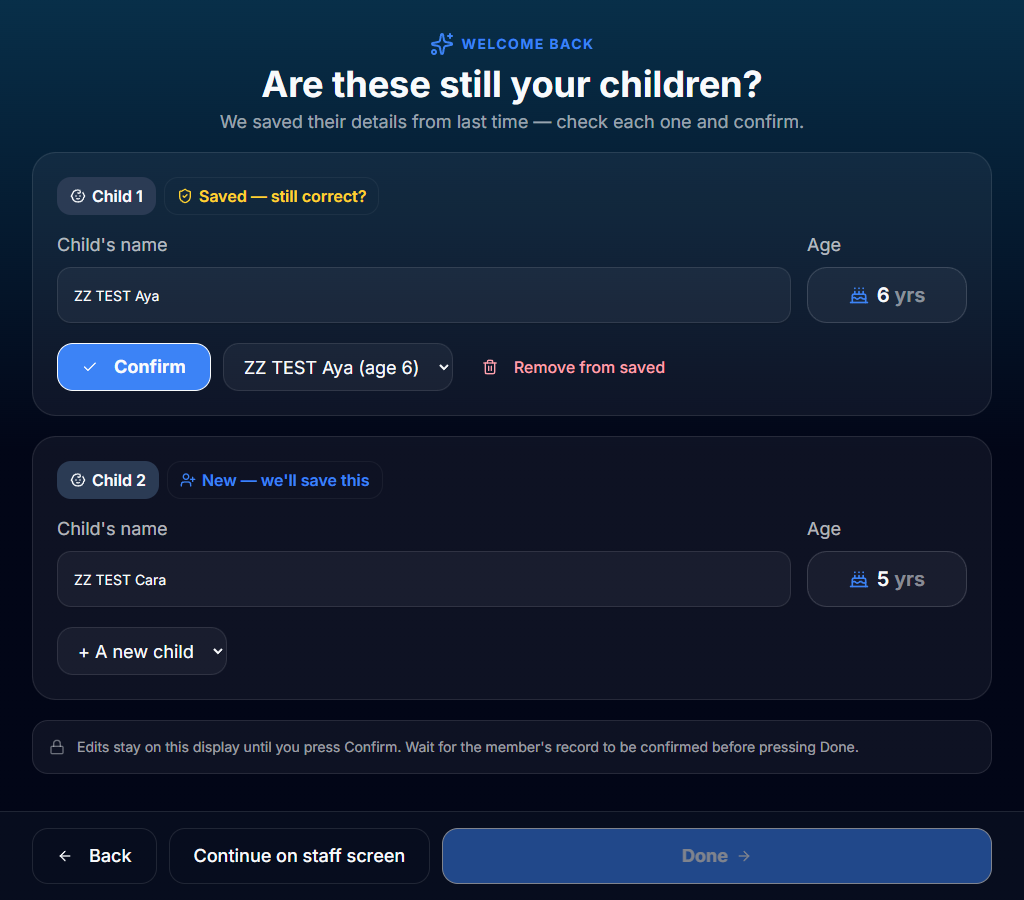 WELCOME BACK
Are these still your children?
We saved their details from last time — check each one and confirm.
Child 1
Saved — still correct?
Child's name
Age
ZZ TEST Aya
6 yrs
Confirm
ZZ TEST Aya (age 6)
Remove from saved
Child 2
New — we'll save this
Child's name
Age
ZZ TEST Cara
5 yrs
+ A new child
Edits stay on this display until you press Confirm. Wait for the member's record to be confirmed before pressing Done.
Back
Continue on staff screen
Done